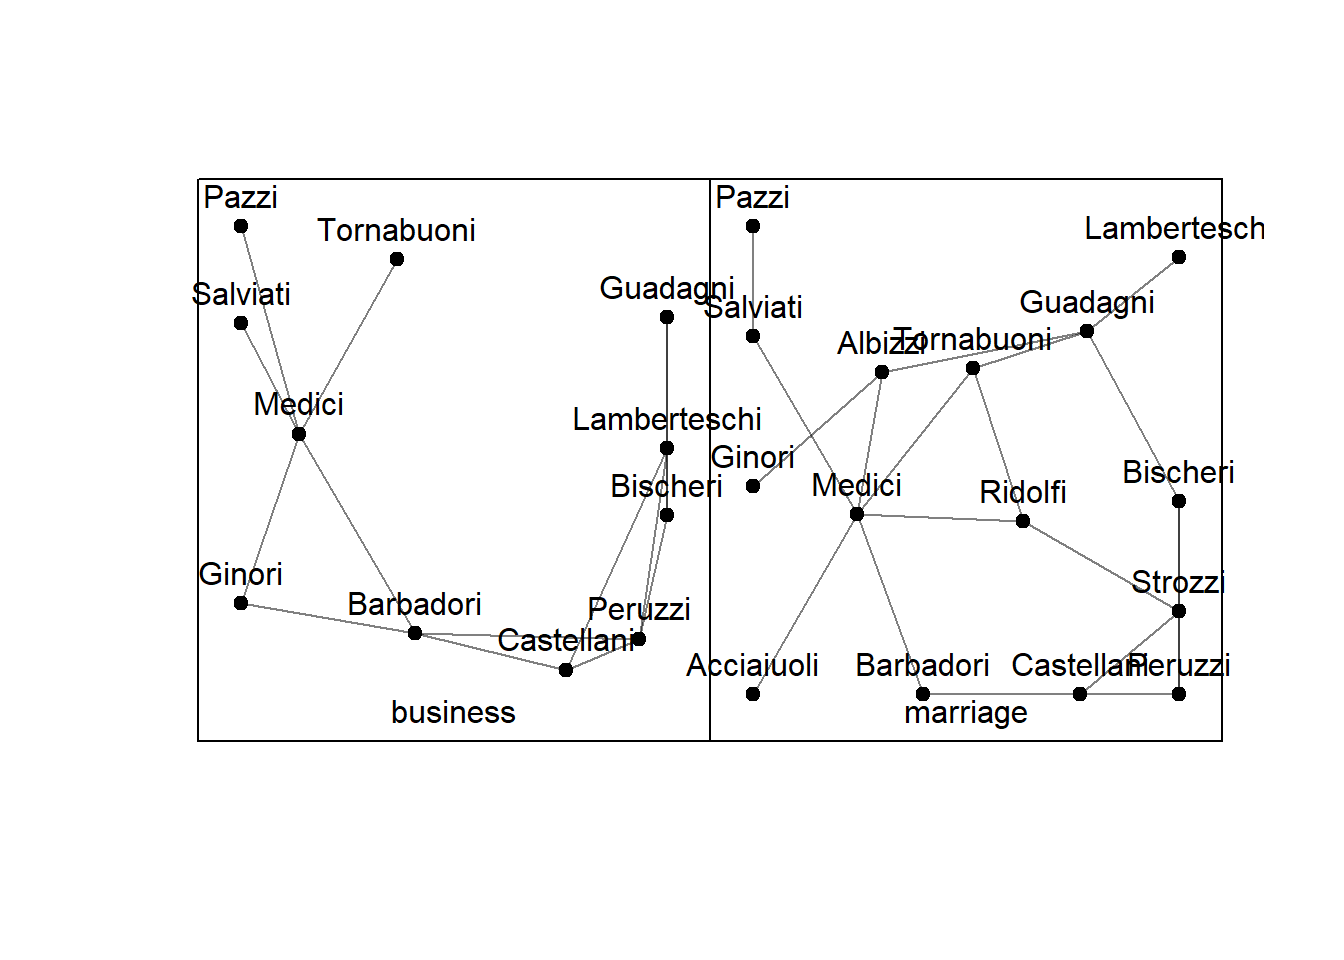 Pazzi
Tornabuoni
Salviati
Guadagni
Medici
Lamberteschi
Bischeri
Ginori
Barbadori
Peruzzi
Castellani
business
Pazzi
Lambertesch
Salviati
Guadagni
Albizzi
Tornabuoni
Ginori
Medici
Ridolfi
Bischeri
Strozzi
Acciaiuoli
Barbadori
Castellani
Peruzzi
marriage